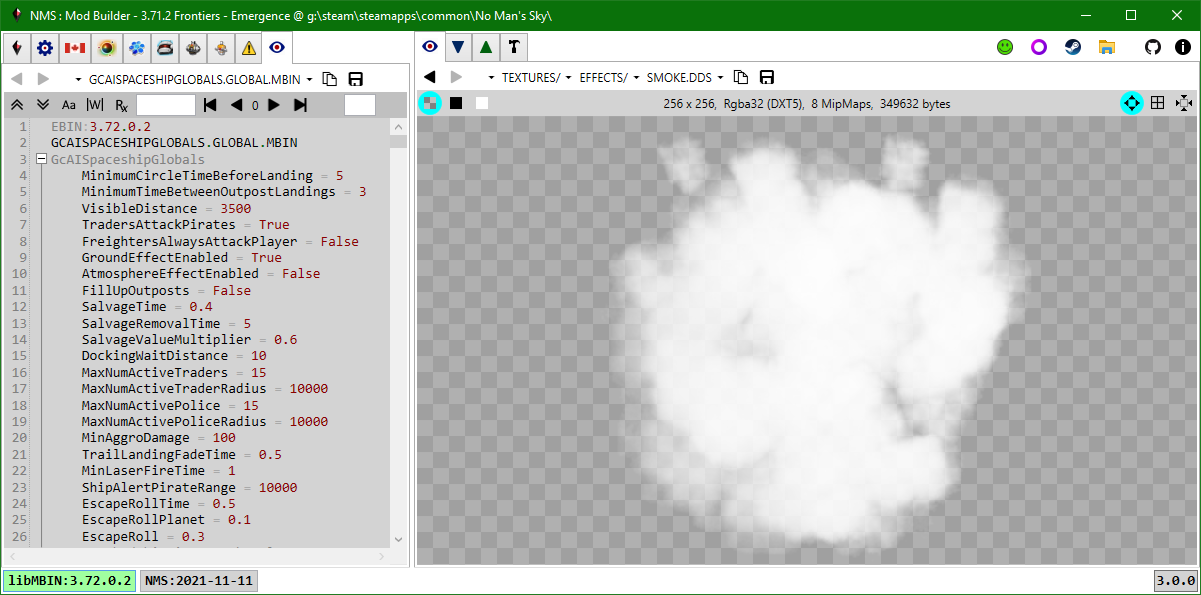 NMS : Mod Builder - 3.71.2 Frontiers - Emergence @ g:\steam\steamapps\common\No Man's Sky\
GCAISPACESHIPGLOBALS.GLOBAL.MBIN
TEXTURES/ EFFECTS/ SMOKE.DDS
Aa |W| Rx 0
256 x 256, Rgba32 (DXT5), 8 MipMaps, 349632 bytes
1 EBIN:3.72.0.2
2 GCAISPACESHIPGLOBALS.GLOBAL.MBIN
3 GcAISpaceshipGlobals
4 MinimumCircleTimeBeforeLanding = 5
5 MinimumTimeBetweenOutpostLandings = 3
6 VisibleDistance = 3500
7 TradersAttackPirates = True
8 FreightersAlwaysAttackPlayer = False
9 GroundEffectEnabled = True
10 AtmosphereEffectEnabled = False
11 FillUpOutposts = False
12 SalvageTime = 0.4
13 SalvageRemovalTime = 5
14 SalvageValueMultiplier = 0.6
15 DockingWaitDistance = 10
16 MaxNumActiveTraders = 15
17 MaxNumActiveTraderRadius = 10000
18 MaxNumActivePolice = 15
19 MaxNumActivePoliceRadius = 10000
20 MinAggroDamage = 100
21 TrailLandingFadeTime = 0.5
22 MinLaserFireTime = 1
23 ShipAlertPirateRange = 10000
24 EscapeRollTime = 0.5
25 EscapeRollPlanet = 0.1
26 EscapeRoll = 0.3
libMBIN:3.72.0.2 NMS:2021-11-11 3.0.0